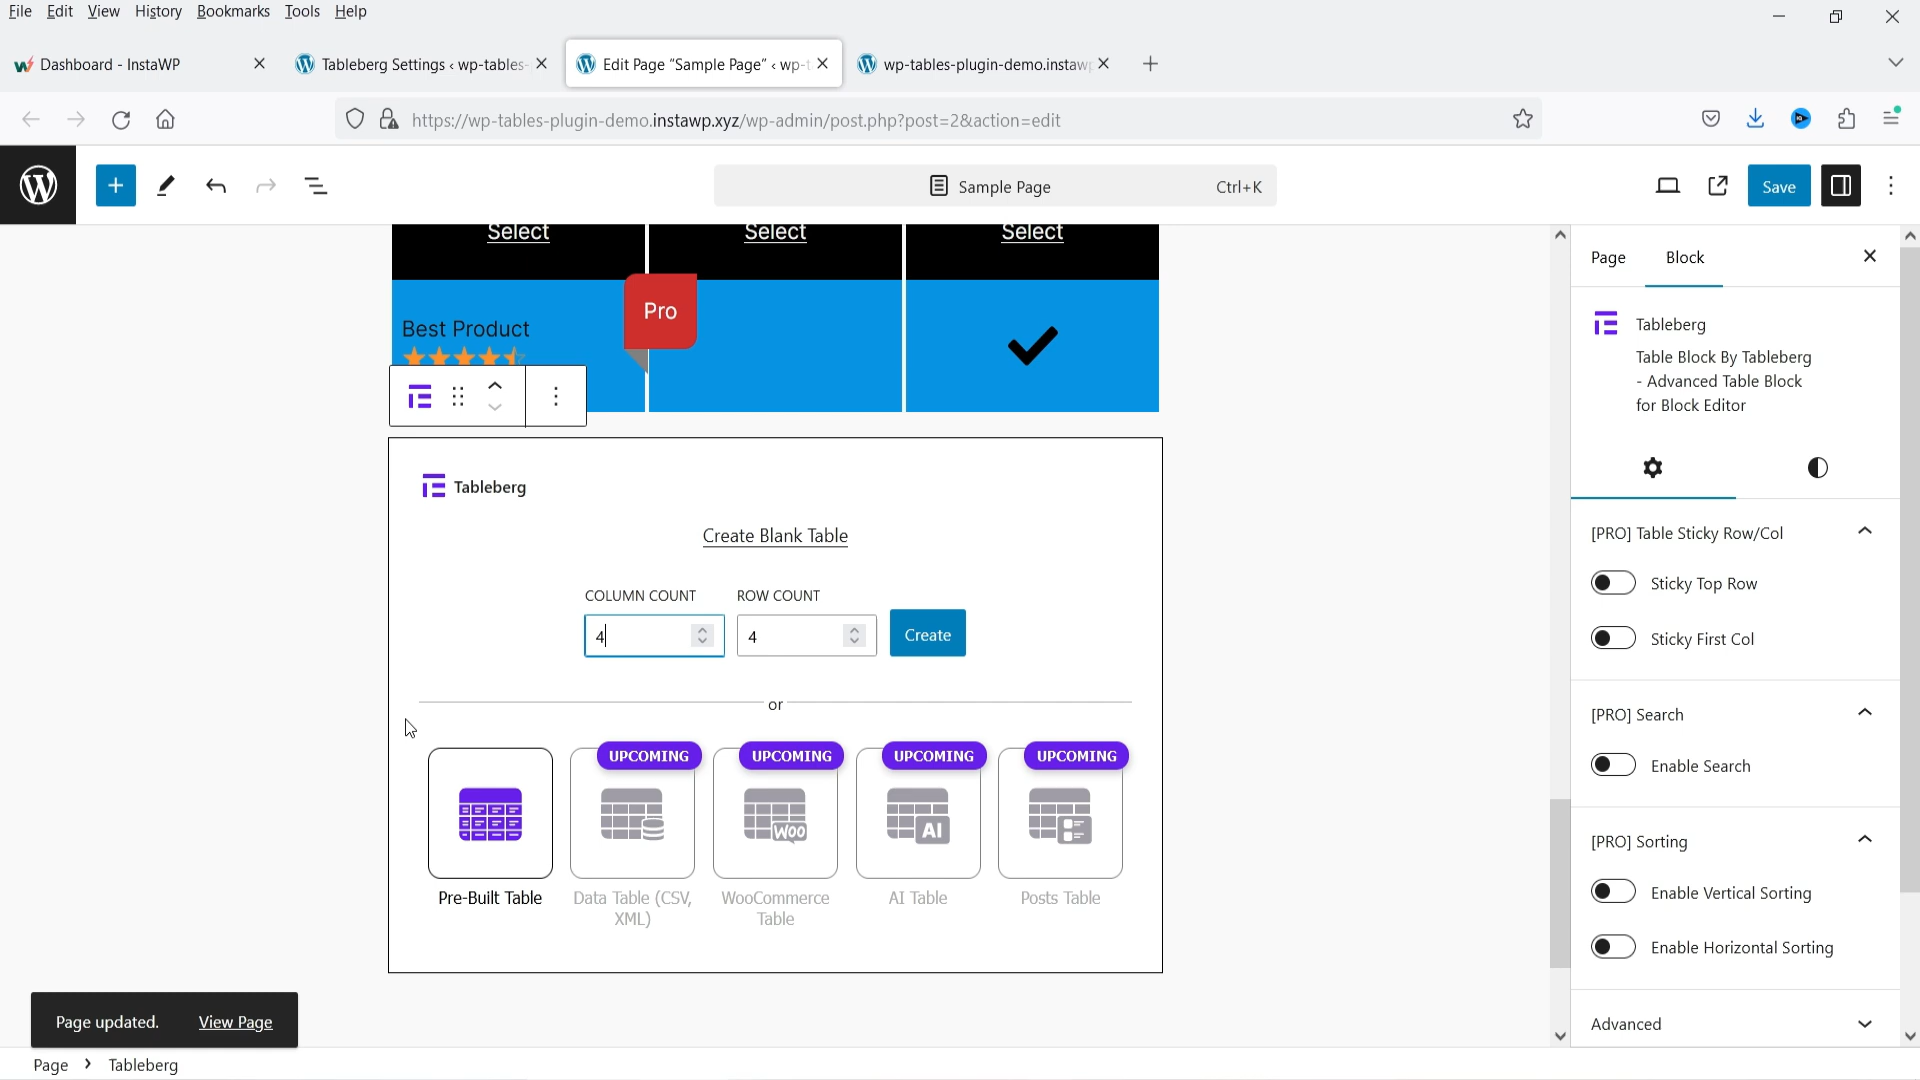 File Edit View History Bookmarks Tools Help
Dashboard - InstaWP
Tableberg Settings ‹ wp-tables-
Edit Page “Sample Page” ‹ wp-t
wp-tables-plugin-demo.instaw
https://wp-tables-plugin-demo.instawp.xyz/wp-admin/post.php?post=2&action=edit
Sample Page Ctrl+K
Save
Select Select Select
Pro
Best Product
Tableberg
Create Blank Table
COLUMN COUNT ROW COUNT
4 4 Create
or
UPCOMING UPCOMING UPCOMING UPCOMING
WOO AI
Pre-Built Table
Data Table (CSV,
XML)
WooCommerce
Table
AI Table
Posts Table
Page Block
Tableberg
Table Block By Tableberg
- Advanced Table Block
for Block Editor
[PRO] Table Sticky Row/Col
Sticky Top Row
Sticky First Col
[PRO] Search
Enable Search
[PRO] Sorting
Enable Vertical Sorting
Enable Horizontal Sorting
Advanced
Page updated. View Page
Page › Tableberg